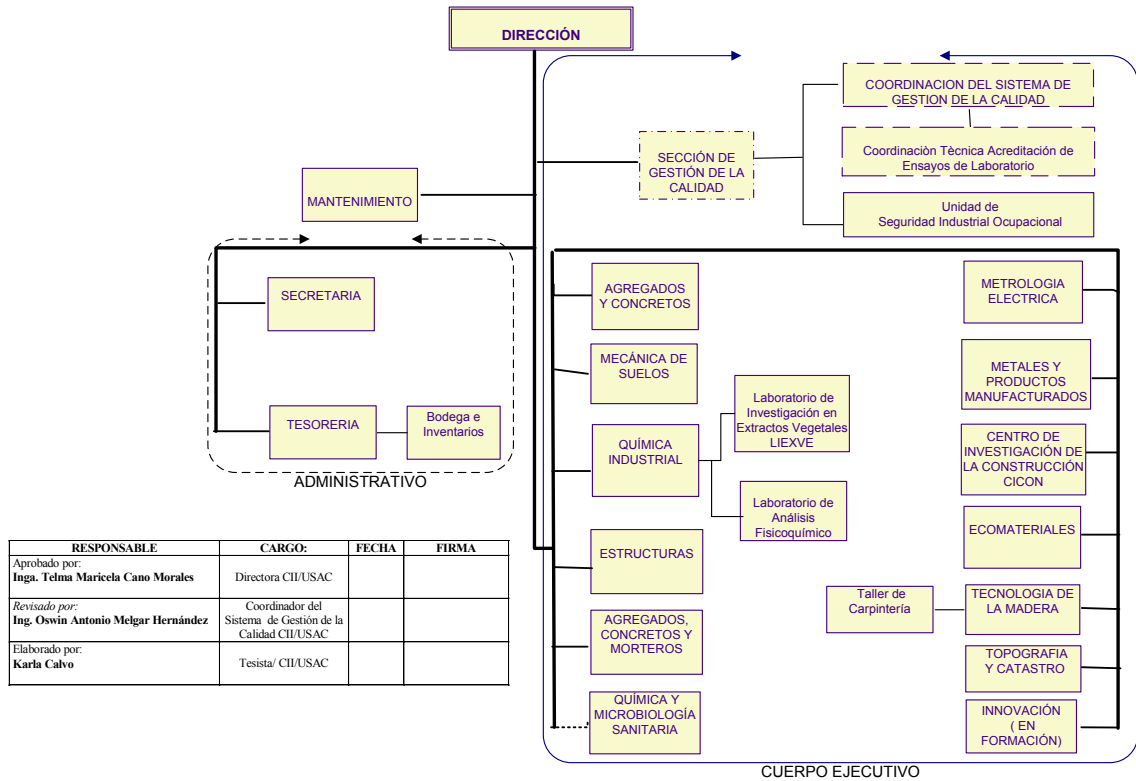 DIRECCIÓN
COORDINACION DEL SISTEMA DE
GESTION DE LA CALIDAD
SECCIÓN DE
GESTIÓN DE LA
CALIDAD
Coordinaciòn Tècnica Acreditación de
Ensayos de Laboratorio
Unidad de
Seguridad Industrial Ocupacional
MANTENIMIENTO
SECRETARIA
TESORERIA
Bodega e
Inventarios
ADMINISTRATIVO
AGREGADOS
Y CONCRETOS
MECÁNICA DE
SUELOS
QUÍMICA
INDUSTRIAL
Laboratorio de
Investigación en
Extractos Vegetales
LIEXVE
Laboratorio de
Análisis
Fisicoquímico
ESTRUCTURAS
AGREGADOS,
CONCRETOS Y
MORTEROS
QUÍMICA Y
MICROBIOLOGÍA
SANITARIA
METROLOGIA
ELECTRICA
METALES Y
PRODUCTOS
MANUFACTURADOS
CENTRO DE
INVESTIGACIÓN DE
LA CONSTRUCCIÓN
CICON
ECOMATERIALES
Taller de
Carpintería
TECNOLOGIA DE
LA MADERA
TOPOGRAFIA
Y CATASTRO
INNOVACIÓN
( EN
FORMACIÓN)
CUERPO EJECUTIVO
RESPONSABLE CARGO: FECHA FIRMA
Aprobado por:
Inga. Telma Maricela Cano Morales
Directora CII/USAC
Revisado por:
Ing. Oswin Antonio Melgar Hernández
Coordinador del
Sistema de Gestión de la
Calidad CII/USAC
Elaborado por:
Karla Calvo
Tesista/ CII/USAC